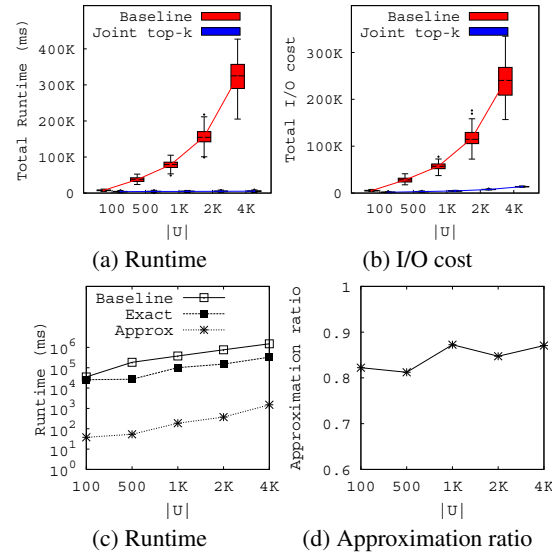 Baseline
Joint top-k
Total Runtime (ms)
400K
300K
200K
100K
0
100 500 1K 2K 4K
|U|
(a) Runtime
Baseline
Joint top-k
Total I/O cost
300K
200K
100K
0
100 500 1K 2K 4K
|U|
(b) I/O cost
Baseline
Exact
Approx
Runtime (ms)
10^6
10^5
10^4
10^3
10^2
10^1
10^0
100 500 1K 2K 4K
|U|
(c) Runtime
Approximation ratio
1
0.9
0.8
0.7
0.6
100 500 1K 2K 4K
|U|
(d) Approximation ratio